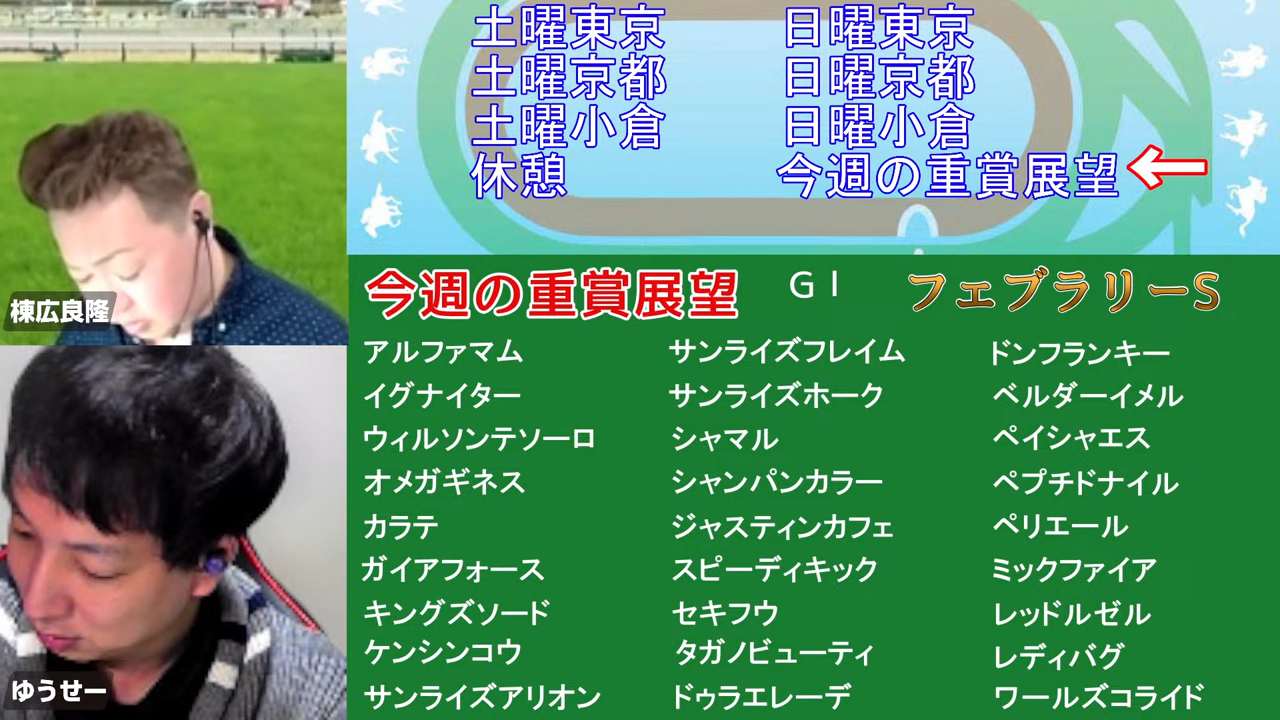 土曜東京 日曜東京
土曜京都 日曜京都
土曜小倉 日曜小倉
休憩 今週の重賞展望
今週の重賞展望 GⅠ フェブラリーS
アルファマム サンライズフレイム ドンフランキー
イグナイター サンライズホーク ベルダーイメル
ウィルソンテソーロ シャマル ペイシャエス
オメガギネス シャンパンカラー ペプチドナイル
カラテ ジャスティンカフェ ペリエール
ガイアフォース スピーディキック ミックファイア
キングズソード セキフウ レッドルゼル
ケンシンコウ タガノビューティ レディバグ
サンライズアリオン ドゥラエレーデ ワールズコライド
棟広良隆
ゆうせー